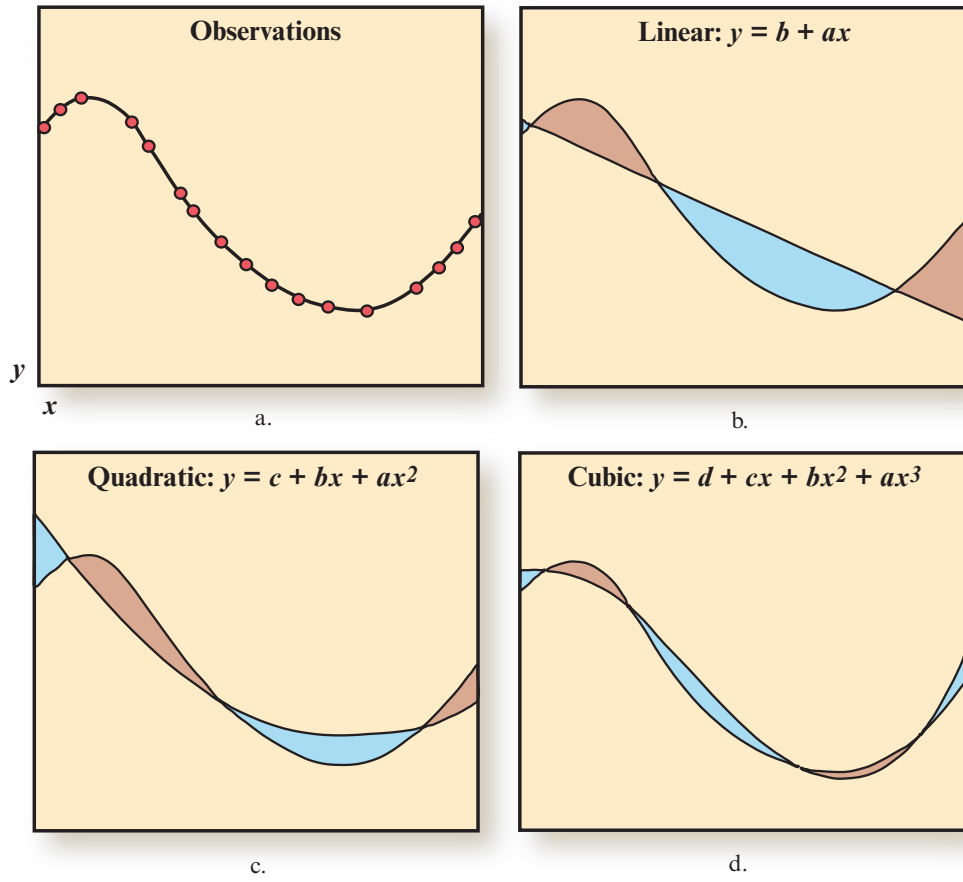 Observations
y
x
a.
Linear: y = b + ax
b.
Quadratic: y = c + bx + ax2
c.
Cubic: y = d + cx + bx2 + ax3
d.